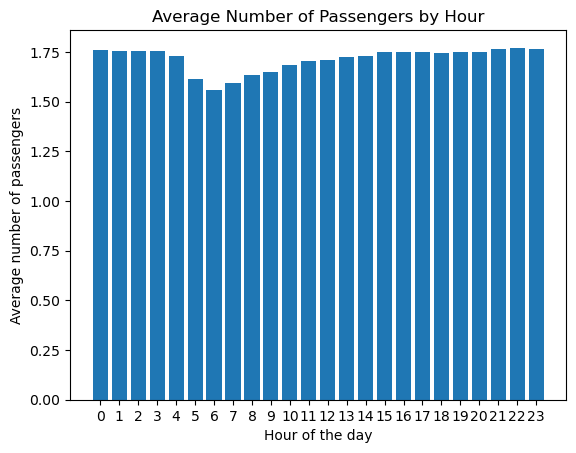 Average Number of Passengers by Hour
Average number of passengers
1.75
1.50
1.25
1.00
0.75
0.50
0.25
0.00
0 1 2 3 4 5 6 7 8 9 10 11 12 13 14 15 16 17 18 19 20 21 22 23
Hour of the day